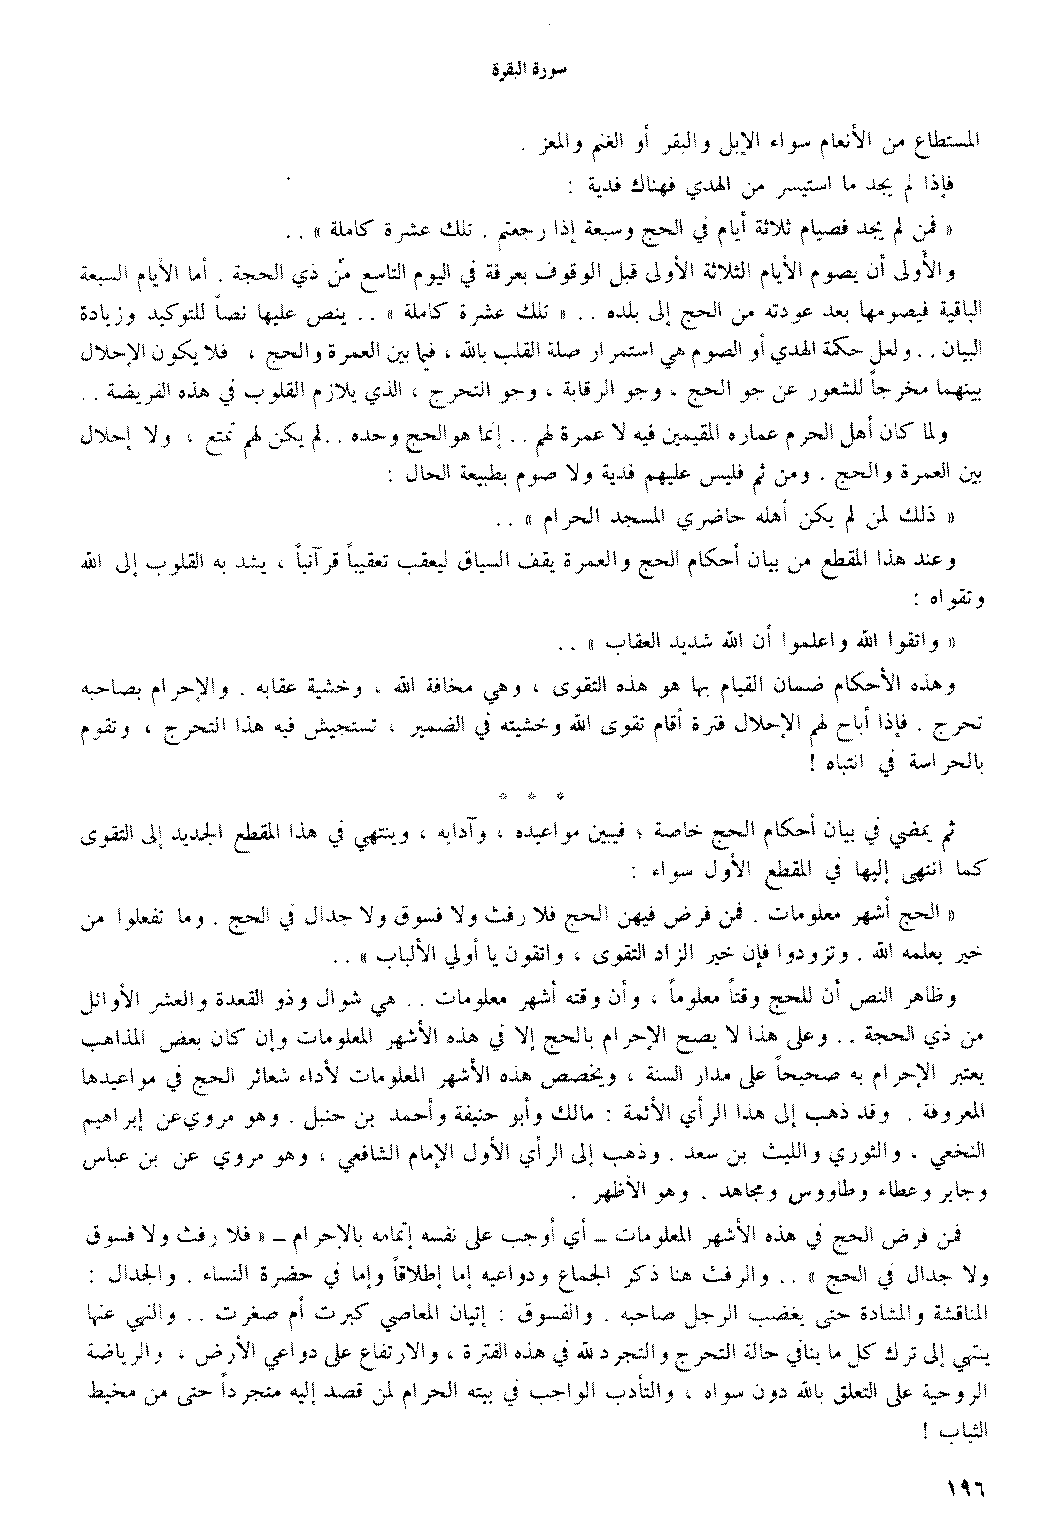 سورة البقرة
المستطاع من الأنعام سواء الإبل والبقر أو الغنم والمعز .
فإذا لم يجد ما استيسر من الهدي فهناك فدية :
« فمن لم يجد فصيام ثلاثة أيام في الحج وسبعة إذا رجعتم . تلك عشرة كاملة » ..
والأولى أن يصوم الأيام الثلاثة الأولى قبل الوقوف بعرفة في اليوم التاسع من ذي الحجة . أما الأيام السبعة
الباقية فيصومها بعد عودته من الحج إلى بلده .. « تلك عشرة كاملة » .. ينص عليها نصاً للتوكيد وزيادة
البيان .. ولعل حكمة الهدي أو الصوم هي استمرار صلة القلب بالله ، فيما بين العمرة والحج ، فلا يكون الإحلال
بينهما مخرجاً للشعور عن جو الحج ، وجو الرقابة ، وجو التحرج ، الذي يلازم القلوب في هذه الفريضة ..
ولما كان أهل الحرم عماره المقيمين فيه لا عمرة لهم .. إنما هو الحج وحده .. لم يكن لهم تمتع ، ولا إحلال
بين العمرة والحج . ومن ثم فليس عليهم فدية ولا صوم بطبيعة الحال :
« ذلك لمن لم يكن أهله حاضري المسجد الحرام » ..
وعند هذا المقطع من بيان أحكام الحج والعمرة يقف السياق ليعقب تعقيباً قرآنياً ، يشد به القلوب إلى الله
وتقواه :
« واتقوا الله واعلموا أن الله شديد العقاب » ..
وهذه الأحكام ضمان القيام بها هو هذه التقوى ، وهي مخافة الله ، وخشية عقابه . والإحرام بصاحبه
تحرج . فإذا أباح لهم الإحلال فترة أقام تقوى الله وخشيته في الضمير ، تستجيش فيه هذا التحرج ، وتقوم
بالحراسة في انتباه !
* * *
ثم يمضي في بيان أحكام الحج خاصة ؛ فيبين مواعيده ، وآدابه ، وينتهي في هذا المقطع الجديد إلى التقوى
كما انتهى إليها في المقطع الأول سواء :
« الحج أشهر معلومات . فمن فرض فيهن الحج فلا رفث ولا فسوق ولا جدال في الحج . وما تفعلوا من
خير يعلمه الله . وتزودوا فإن خير الزاد التقوى ، واتقون يا أولي الألباب » ..
وظاهر النص أن للحج وقتاً معلوماً ، وأن وقته أشهر معلومات .. هي شوال وذو القعدة والعشر الأوائل
من ذي الحجة .. وعلى هذا لا يصح الإحرام بالحج إلا في هذه الأشهر المعلومات وإن كان بعض المذاهب
يعتبر الإحرام به صحيحاً على مدار السنة ، ويخصص هذه الأشهر المعلومات لأداء شعائر الحج في مواعيدها
المعروفة . وقد ذهب إلى هذا الرأي الأئمة : مالك وأبو حنيفة وأحمد بن حنبل . وهو مروي عن إبراهيم
النخعي ، والثوري والليث بن سعد . وذهب إلى الرأي الأول الإمام الشافعي ، وهو مروي عن بن عباس
وجابر وعطاء وطاووس ومجاهد . وهو الأظهر .
فمن فرض الحج في هذه الأشهر المعلومات – أي أوجب على نفسه إتمامه بالإحرام – « فلا رفث ولا فسوق
ولا جدال في الحج » .. والرفث هنا ذكر الجماع ودواعيه إما إطلاقاً وإما في حضرة النساء . والجدال :
المناقشة والمشادة حتى يغضب الرجل صاحبه . والفسوق : إتيان المعاصي كبرت أم صغرت .. والنهي عنها
ينتهي إلى ترك كل ما ينافي حالة التحرج والتجرد لله في هذه الفترة ، والارتفاع على دواعي الأرض ، والرياضة
الروحية على التعلق بالله دون سواه ، والتأدب الواجب في بيته الحرام لمن قصد إليه متجرداً حتى من مخيط
الثياب !
١٩٦